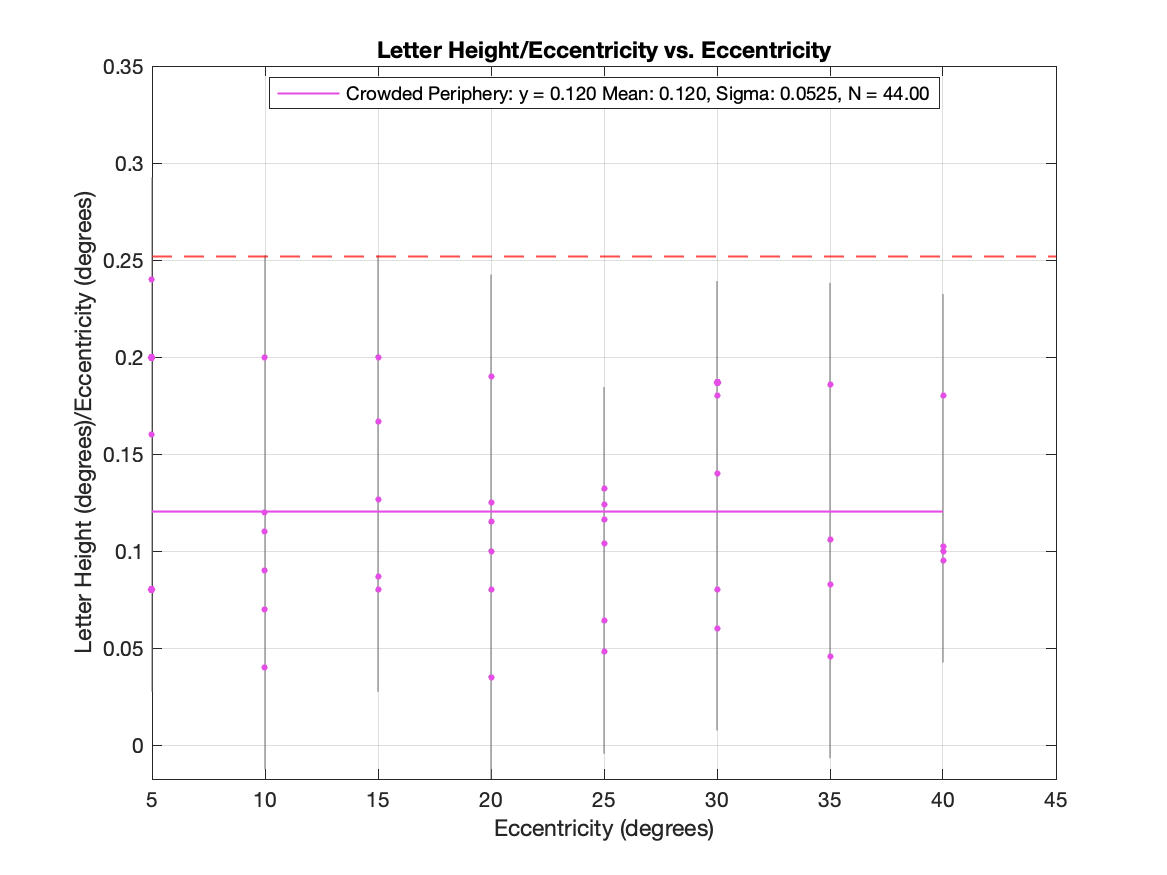 Letter Height/Eccentricity vs. Eccentricity
Crowded Periphery: y = 0.120 Mean: 0.120, Sigma: 0.0525, N = 44.00
Letter Height (degrees)/Eccentricity (degrees)
0.35
0.3
0.25
0.2
0.15
0.1
0.05
0
5 10 15 20 25 30 35 40 45
Eccentricity (degrees)